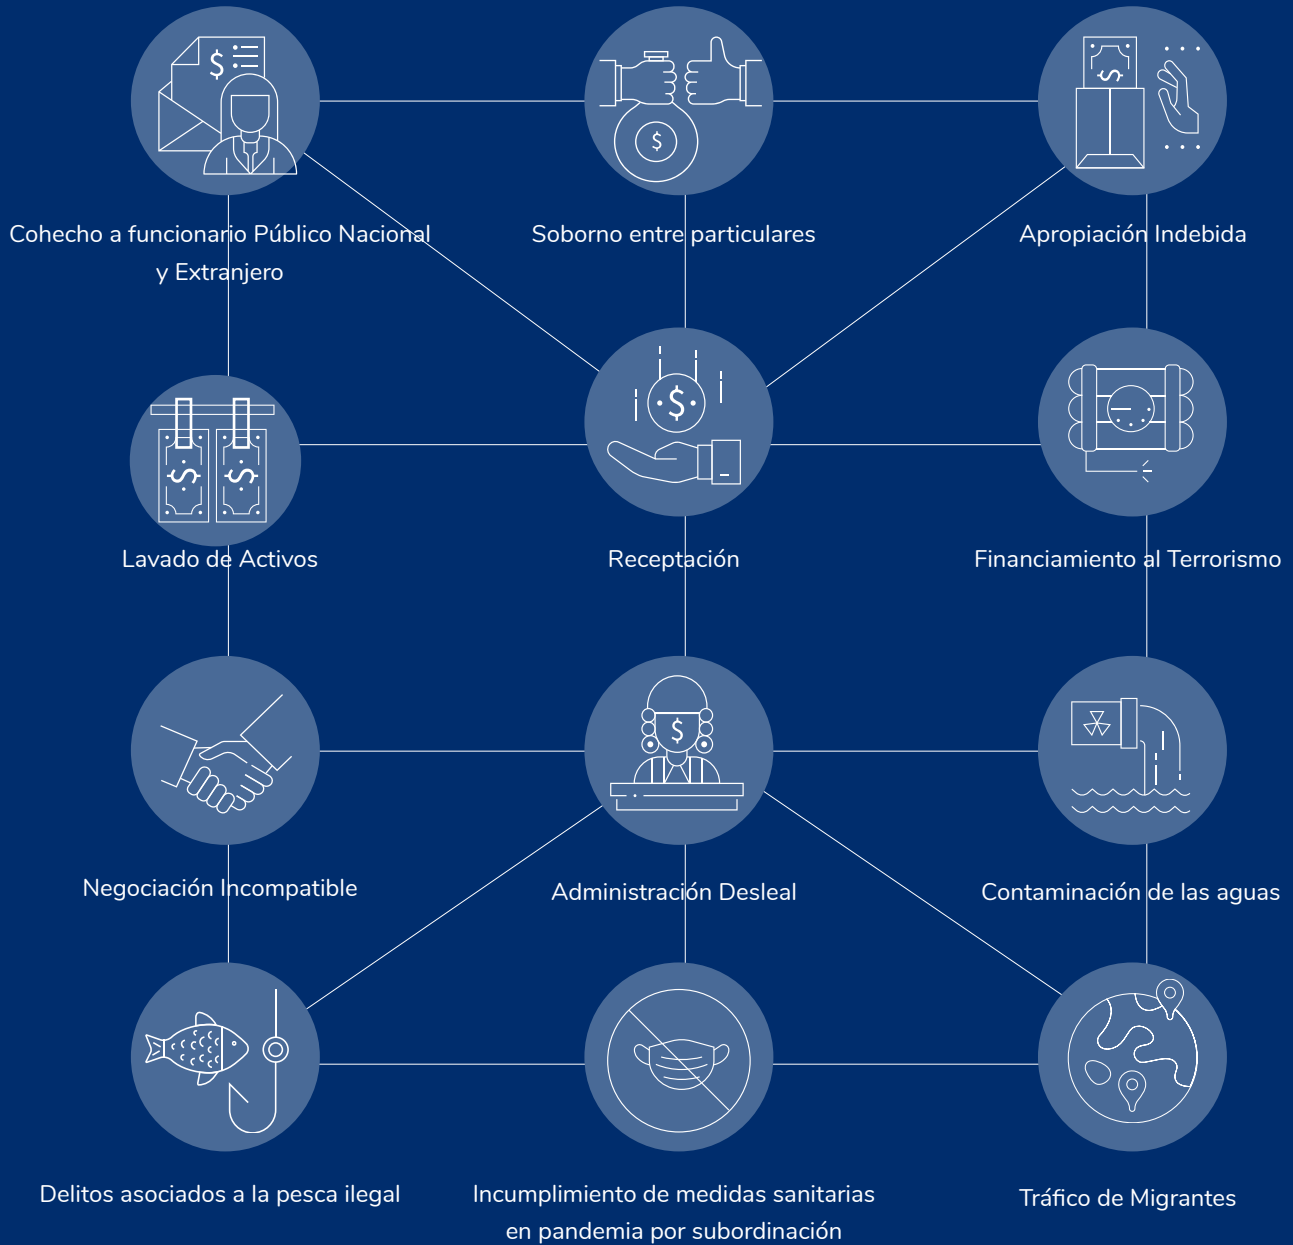 Cohecho a funcionario Público Nacional
y Extranjero
Soborno entre particulares
Apropiación Indebida
Lavado de Activos
Receptación
Financiamiento al Terrorismo
Negociación Incompatible
Administración Desleal
Contaminación de las aguas
Delitos asociados a la pesca ilegal
Incumplimiento de medidas sanitarias
en pandemia por subordinación
Tráfico de Migrantes